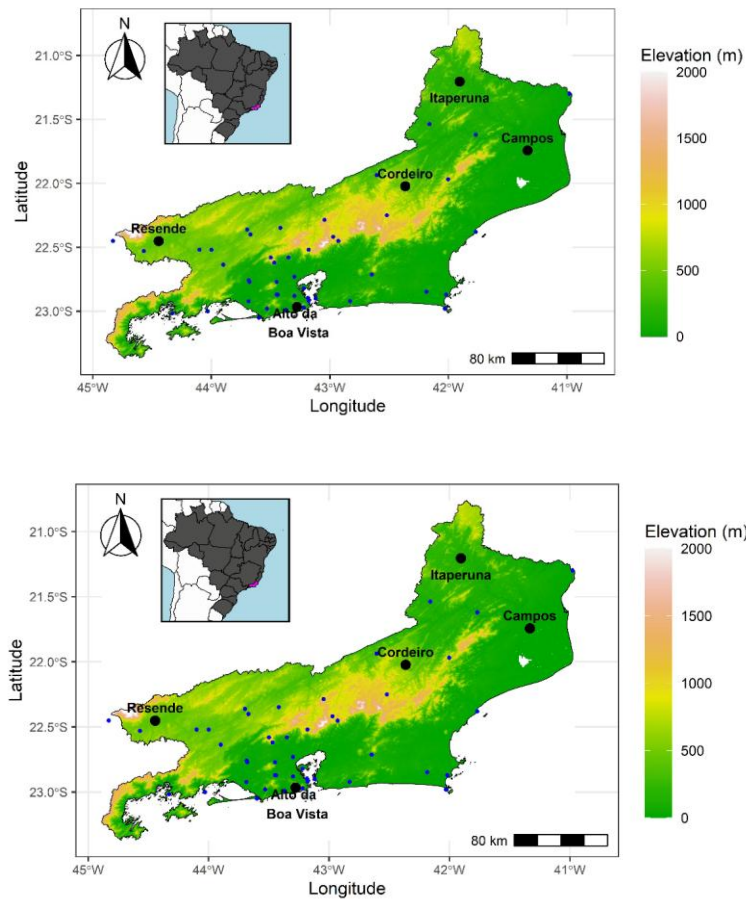 N
21.0°S
21.5°S
22.0°S
22.5°S
23.0°S
Latitude
Itaperuna
Campos
Cordeiro
Resende
Alto da
Boa Vista
80 km
45°W
44°W
43°W
42°W
41°W
Longitude
Elevation (m)
2000
1500
1000
500
0
N
21.0°S
21.5°S
22.0°S
22.5°S
23.0°S
Latitude
Itaperuna
Campos
Cordeiro
Resende
Alto da
Boa Vista
80 km
45°W
44°W
43°W
42°W
41°W
Longitude
Elevation (m)
2000
1500
1000
500
0